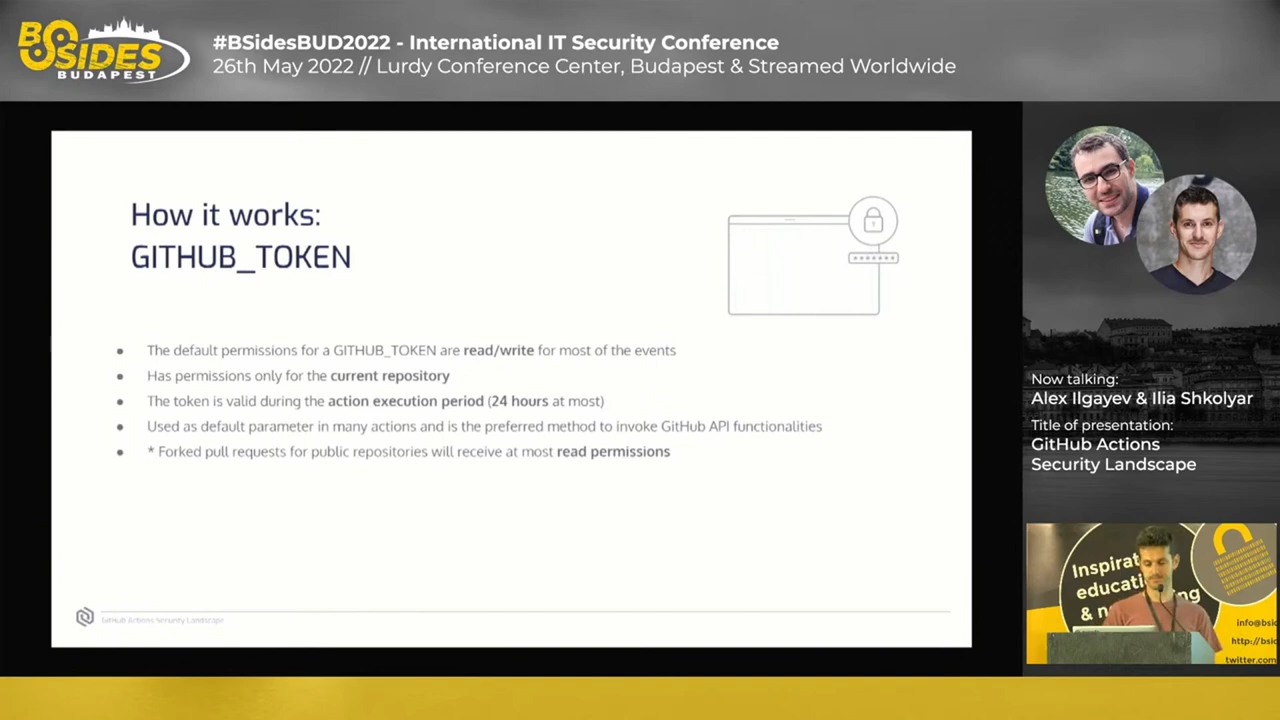 BSIDES
BUDAPEST
#BSidesBUD2022 - International IT Security Conference
26th May 2022 // Lurdy Conference Center, Budapest & Streamed Worldwide
How it works:
GITHUB_TOKEN
● The default permissions for a GITHUB_TOKEN are read/write for most of the events
● Has permissions only for the current repository
● The token is valid during the action execution period (24 hours at most)
● Used as default parameter in many actions and is the preferred method to invoke GitHub API functionalities
● * Forked pull requests for public repositories will receive at most read permissions
GitHub Actions Security Landscape
Now talking:
Alex Ilgayev & Ilia Shkolyar
Title of presentation:
GitHub Actions
Security Landscape
Inspirat
educati
& n
ng
info@bsid
http://bsid
twitter.com